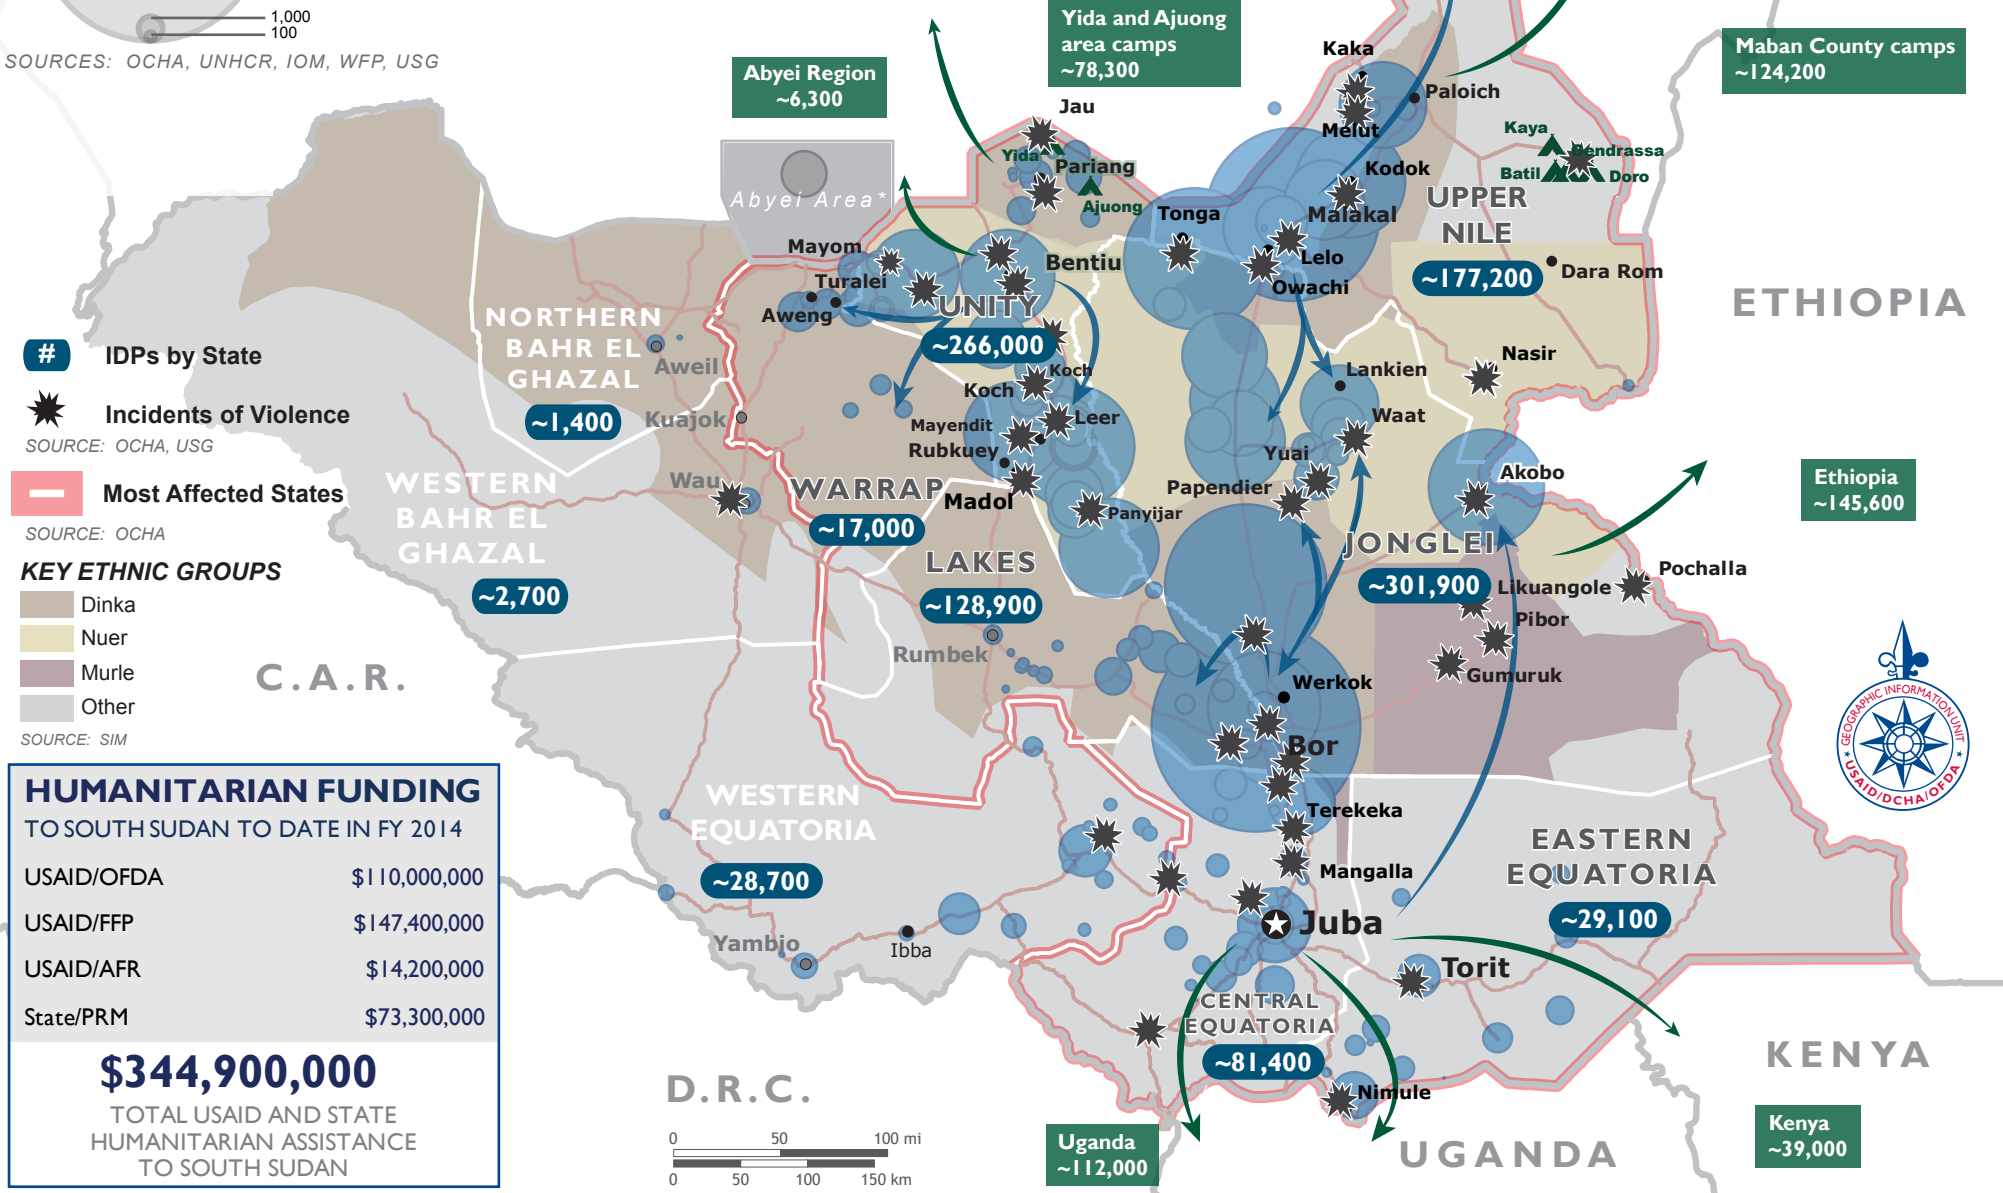 1,000
100
SOURCES: OCHA, UNHCR, IOM, WFP, USG
Abyei Region
~6,300
Yida and Ajuong
area camps
~78,300
Maban County camps
~124,200
Kaka
Paloich
Melut
Jau
Yida
Pariang
Ajuong
Kodok
Malakal
Kaya
Gendrassa
Batil
Doro
UPPER
NILE
~177,200
Abyei Area*
Tonga
Lelo
Owachi
Dara Rom
Mayom
Turalei
Aweng
Bentiu
UNITY
~266,000
ETHIOPIA
NORTHERN
BAHR EL
GHAZAL
~1,400
Aweil
Kuajok
Wau
Nasir
Lankien
Waat
Koch
Koch
Leer
Mayendit
Rubkuey
Madol
Panyijar
Yuai
Papendier
Akobo
# IDPs by State
Incidents of Violence
SOURCE: OCHA, USG
Most Affected States
SOURCE: OCHA
KEY ETHNIC GROUPS
Dinka
Nuer
Murle
Other
SOURCE: SIM
WESTERN
BAHR EL
GHAZAL
~2,700
WARRAP
~17,000
LAKES
~128,900
Rumbek
JONGLEI
~301,900
Likuangole
Pibor
Gumuruk
Pochalla
Ethiopia
~145,600
C.A.R.
Werkok
Bor
Terekeka
Mangalla
GEOGRAPHIC INFORMATION UNIT
USAID/DCHA/OFDA
HUMANITARIAN FUNDING
TO SOUTH SUDAN TO DATE IN FY 2014
USAID/OFDA $110,000,000
USAID/FFP $147,400,000
USAID/AFR $14,200,000
State/PRM $73,300,000
$344,900,000
TOTAL USAID AND STATE
HUMANITARIAN ASSISTANCE
TO SOUTH SUDAN
WESTERN
EQUATORIA
~28,700
Yambio
Ibba
EASTERN
EQUATORIA
~29,100
Juba
Torit
CENTRAL
EQUATORIA
~81,400
Nimule
D.R.C.
0 50 100 mi
0 50 100 150 km
Uganda
~112,000
UGANDA
KENYA
Kenya
~39,000